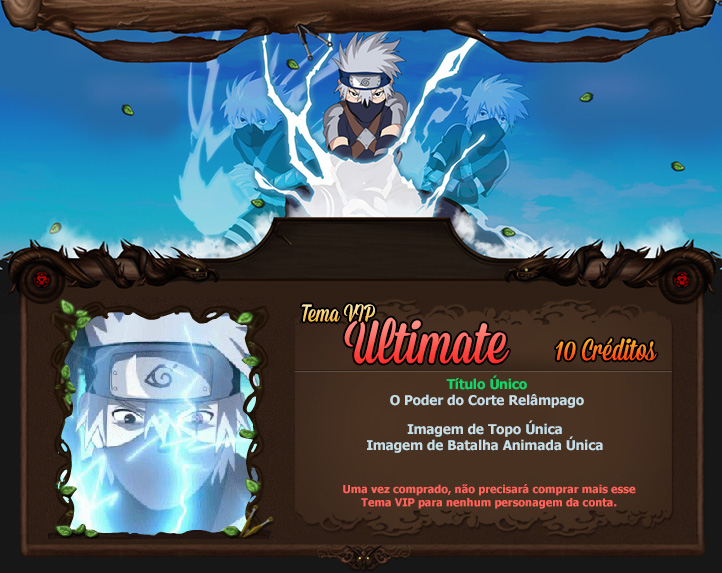 Tema VIP
Ultimate
10 Créditos
Título Único
O Poder do Corte Relâmpago
Imagem de Topo Única
Imagem de Batalha Animada Única
Uma vez comprado, não precisará comprar mais esse
Tema VIP para nenhum personagem da conta.